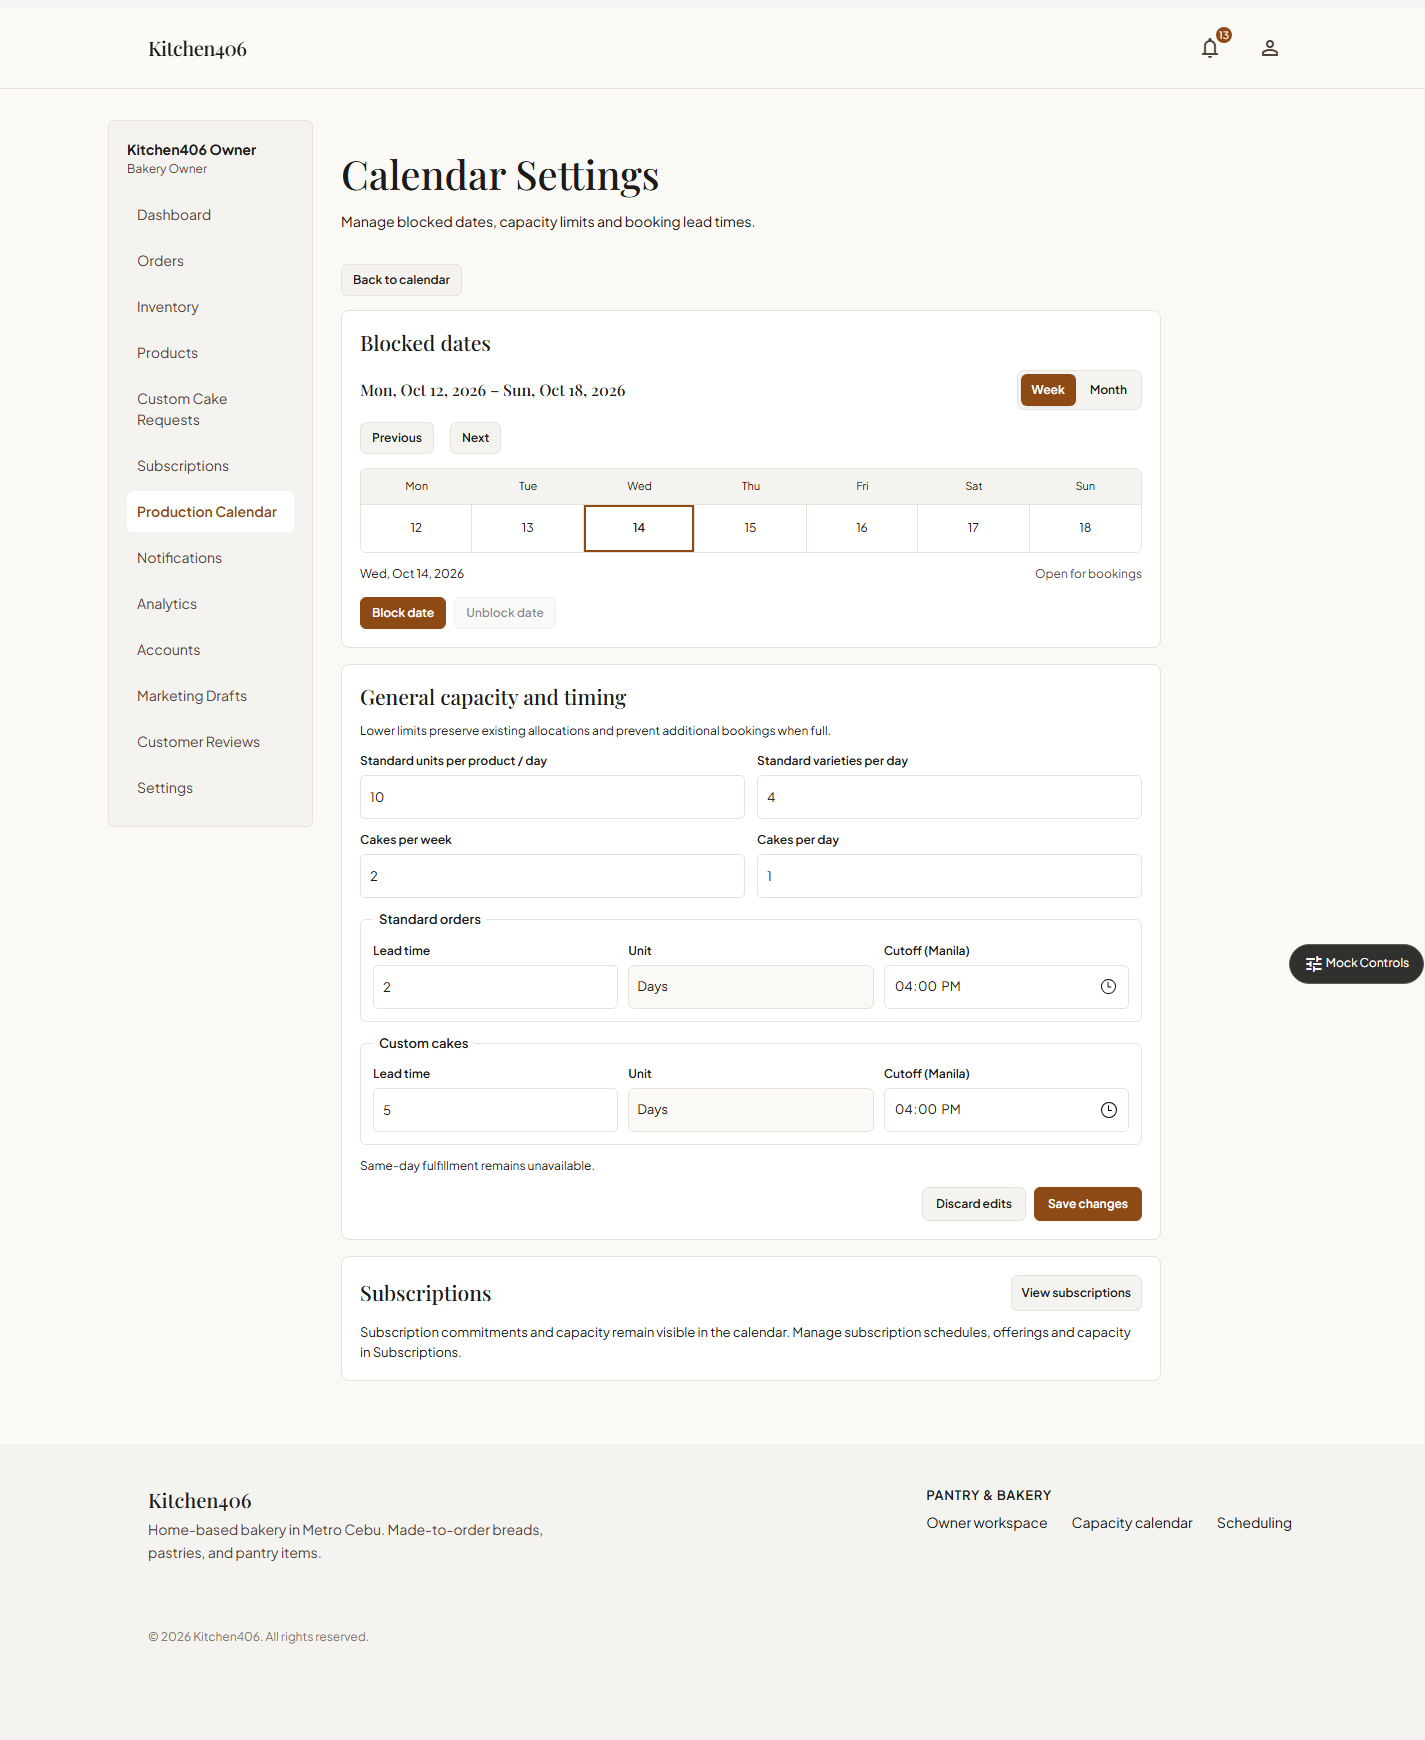 Kitchen406
13
Kitchen406 Owner
Bakery Owner
Dashboard
Orders
Inventory
Products
Custom Cake
Requests
Subscriptions
Production Calendar
Notifications
Analytics
Accounts
Marketing Drafts
Customer Reviews
Settings
Calendar Settings
Manage blocked dates, capacity limits and booking lead times.
Back to calendar
Blocked dates
Mon, Oct 12, 2026 – Sun, Oct 18, 2026
Week Month
Previous Next
Mon Tue Wed Thu Fri Sat Sun
12 13 14 15 16 17 18
Wed, Oct 14, 2026 Open for bookings
Block date Unblock date
General capacity and timing
Lower limits preserve existing allocations and prevent additional bookings when full.
Standard units per product / day Standard varieties per day
10 4
Cakes per week Cakes per day
2 1
Standard orders
Lead time Unit Cutoff (Manila)
2 Days 04:00 PM
Custom cakes
Lead time Unit Cutoff (Manila)
5 Days 04:00 PM
Same-day fulfillment remains unavailable.
Discard edits Save changes
Subscriptions View subscriptions
Subscription commitments and capacity remain visible in the calendar. Manage subscription schedules, offerings and capacity
in Subscriptions.
Mock Controls
Kitchen406
Home-based bakery in Metro Cebu. Made-to-order breads,
pastries, and pantry items.
PANTRY & BAKERY
Owner workspace Capacity calendar Scheduling
© 2026 Kitchen406. All rights reserved.